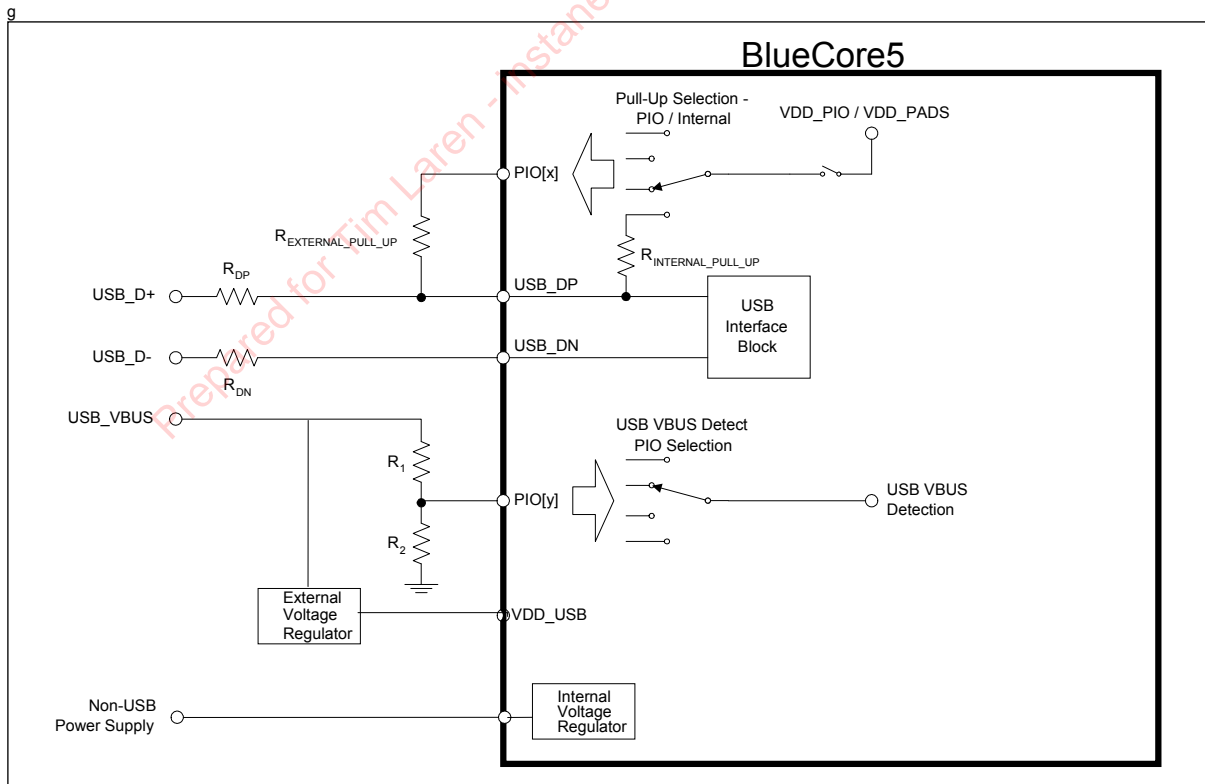 g
BlueCore5
Pull-Up Selection -
PIO / Internal
VDD_PIO / VDD_PADS
PIO[x]
REXTERNAL_PULL_UP
RINTERNAL_PULL_UP
RDP
USB_D+
USB_DP
USB
Interface
Block
USB_DN
USB_D-
RDN
USB_VBUS
USB VBUS Detect
PIO Selection
R1
PIO[y]
USB VBUS
Detection
R2
External
Voltage
Regulator
VDD_USB
Non-USB
Power Supply
Internal
Voltage
Regulator
Prepared for Tim Laren - instane